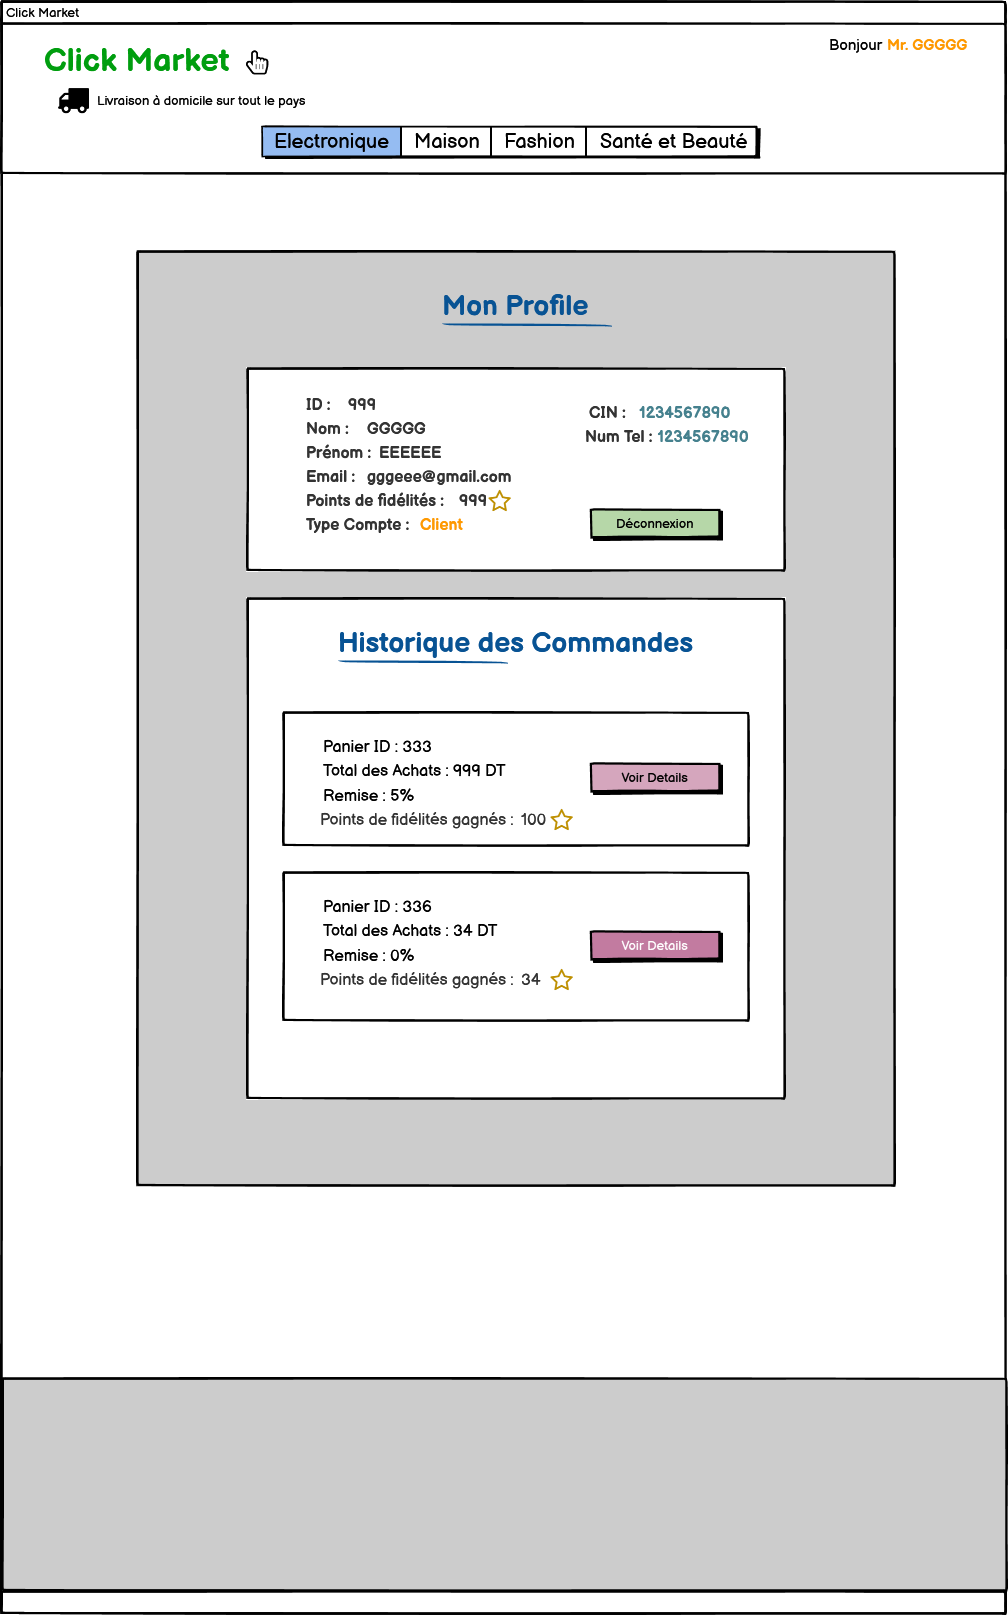 Click Market
Click Market
Bonjour Mr. GGGGG
Livraison à domicile sur tout le pays
Electronique Maison Fashion Santé et Beauté
Mon Profile
ID : 999
Nom : GGGGG
Prénom : EEEEEE
Email : gggeee@gmail.com
Points de fidélités : 999
Type Compte : Client
CIN : 1234567890
Num Tel : 1234567890
Déconnexion
Historique des Commandes
Panier ID : 333
Total des Achats : 999 DT
Remise : 5%
Points de fidélités gagnés : 100
Voir Details
Panier ID : 336
Total des Achats : 34 DT
Remise : 0%
Points de fidélités gagnés : 34
Voir Details